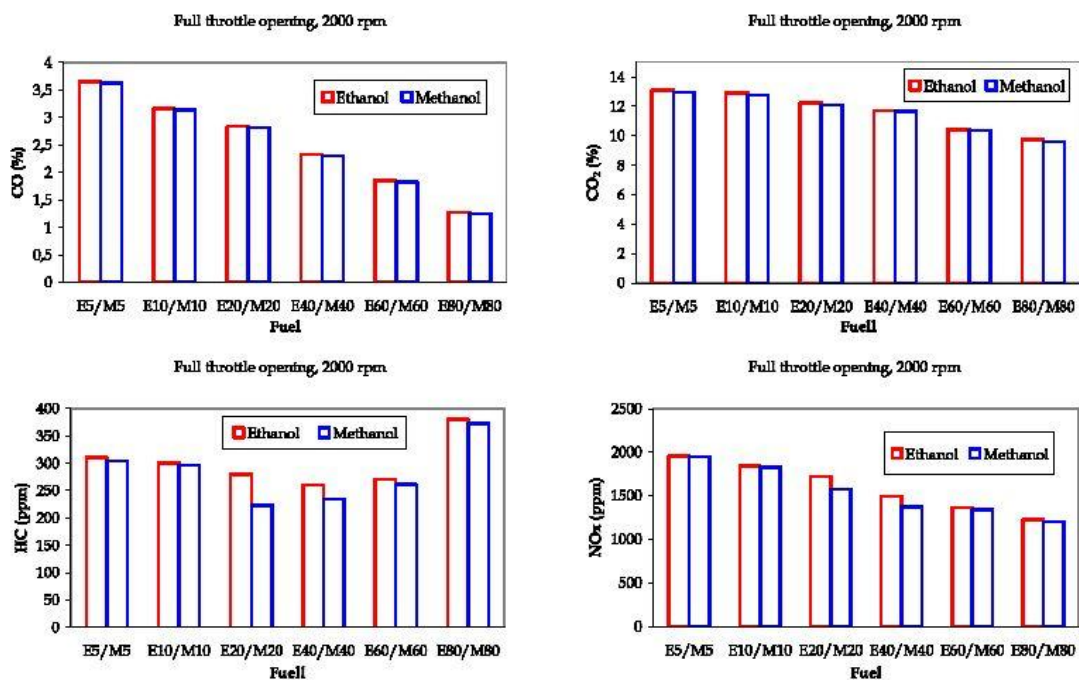 Full throttle opening, 2000 rpm
4
3,5
3
2,5
2
1,5
1
0,5
0
CO (%)
Ethanol Methanol
E5/M5 E10/M10 E20/M20 E40/M40 E60/M60 E80/M80
Fuel
Full throttle opening, 2000 rpm
14
12
10
8
6
4
2
0
CO₂ (%)
Ethanol Methanol
E5/M5 E10/M10 E20/M20 E40/M40 E60/M60 E80/M80
Fuell
Full throttle opening, 2000 rpm
400
350
300
250
200
150
100
50
0
HC (ppm)
Ethanol Methanol
E5/M5 E10/M10 E20/M20 E40/M40 E60/M60 E80/M80
Fuell
Full throttle opening, 2000 rpm
2500
2000
1500
1000
500
0
NOx (ppm)
Ethanol Methanol
E5/M5 E10/M10 E20/M20 E40/M40 E60/M60 E80/M80
Fuel